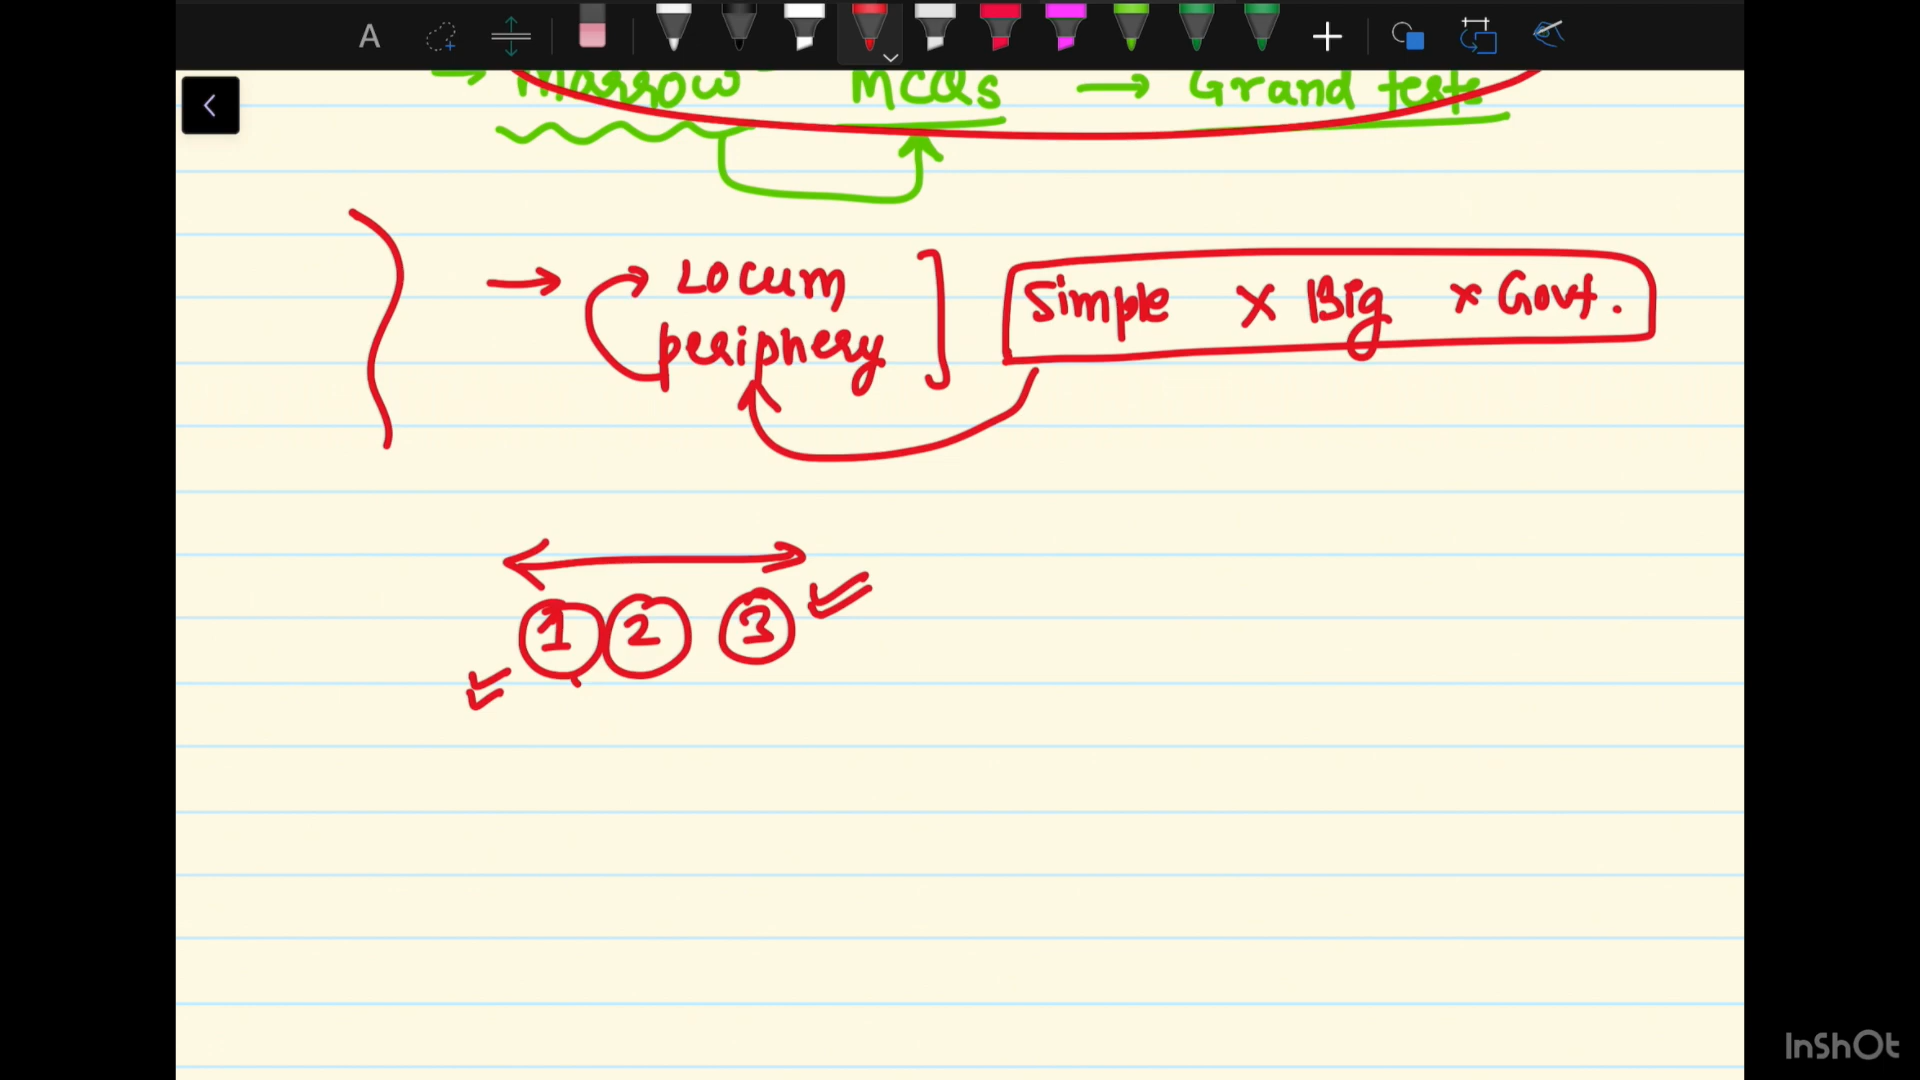 A
→ Marrow MCQs → Grand tests
→ Locum ] Simple x Big x Govt.
periphery
1 2 3
InShOt